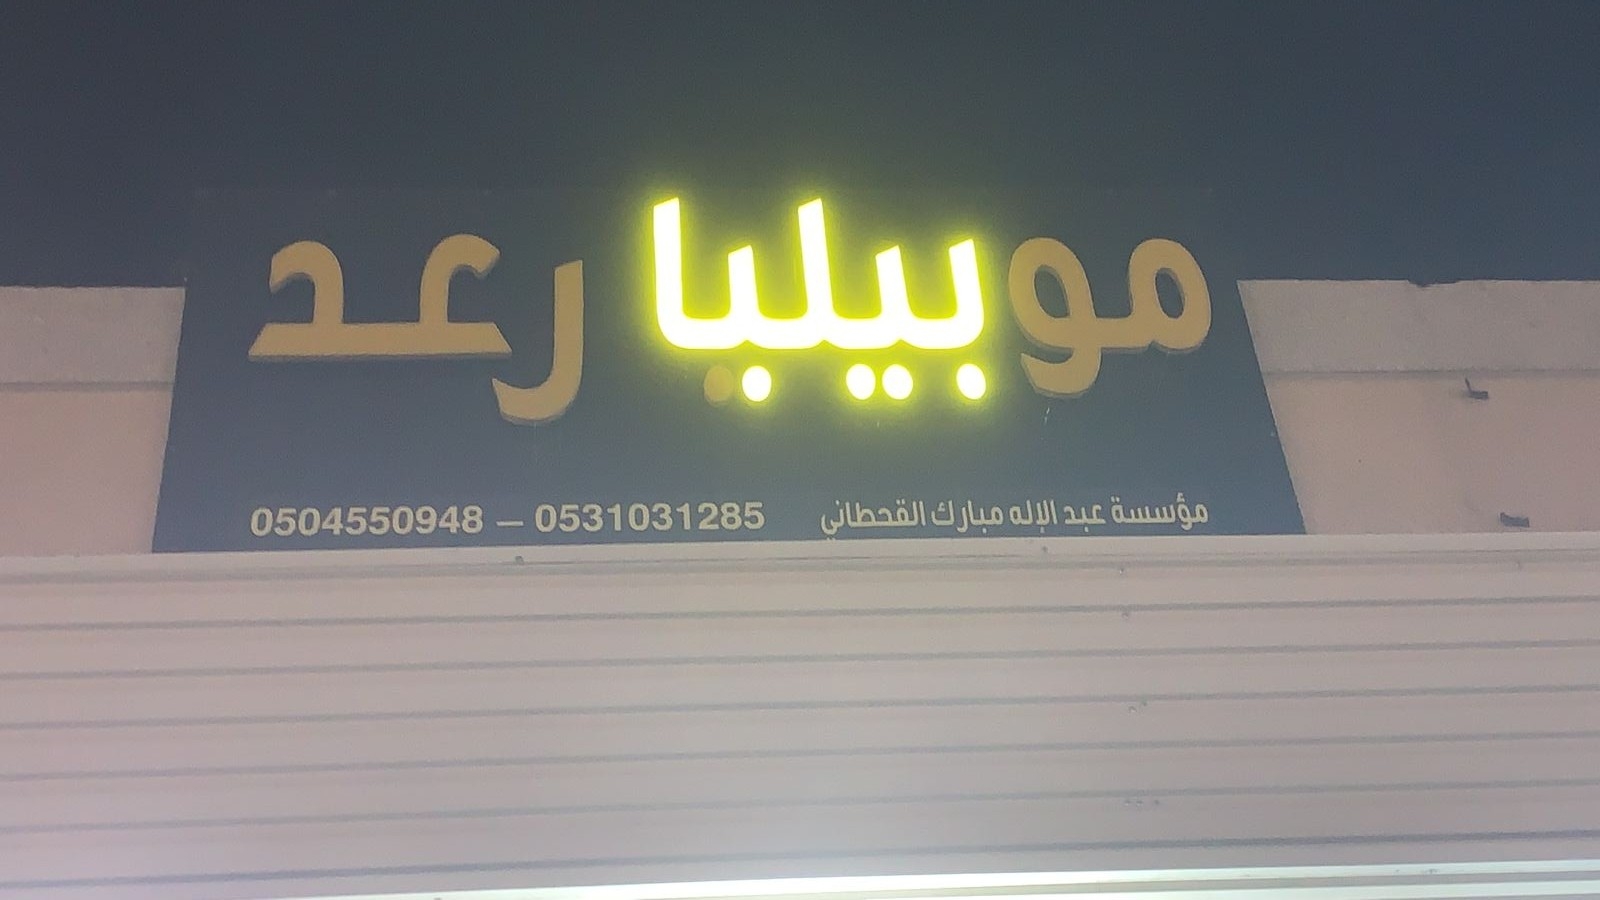 موبيليا رعد
مؤسسة عبد الإله مبارك القحطاني 0531031285 – 0504550948